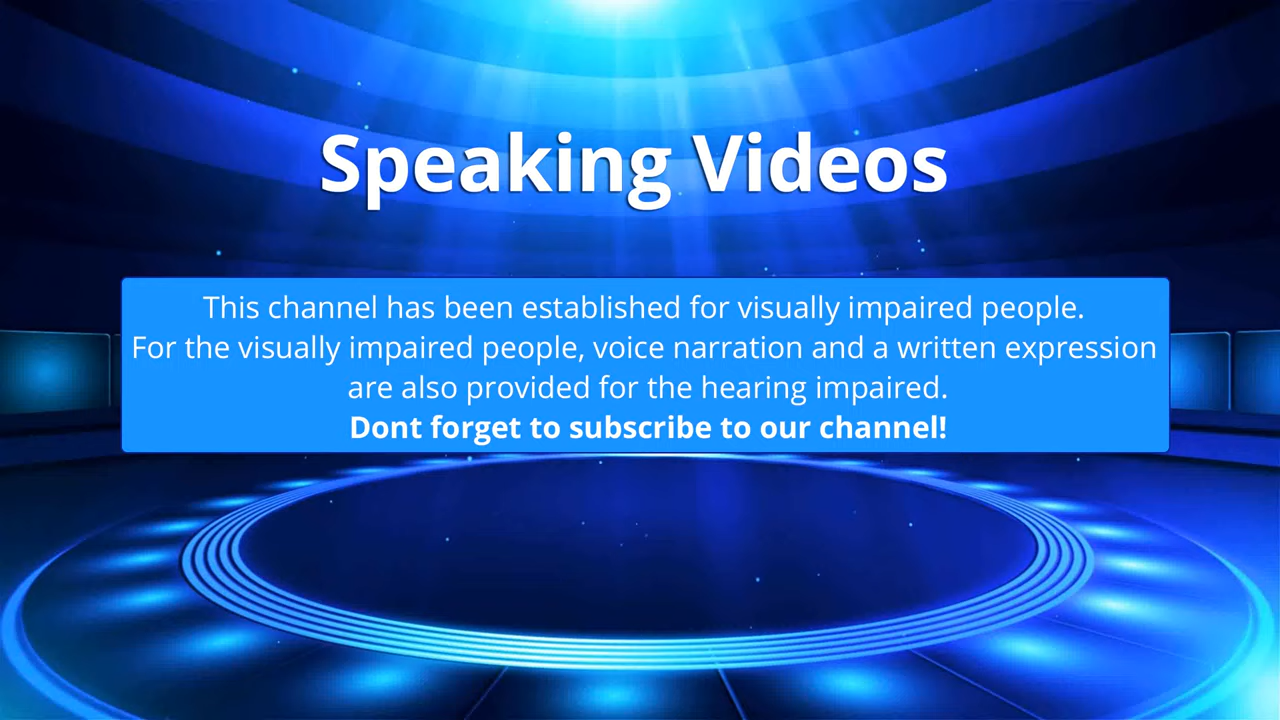 Speaking Videos
This channel has been established for visually impaired people.
For the visually impaired people, voice narration and a written expression
are also provided for the hearing impaired.
Dont forget to subscribe to our channel!